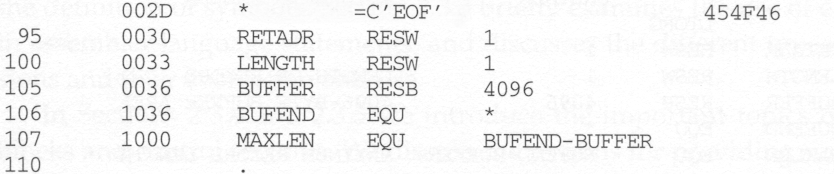 002D * =C'EOF' 454F46
95 0030 RETADR RESW 1
100 0033 LENGTH RESW 1
105 0036 BUFFER RESB 4096
106 1036 BUFEND EQU *
107 1000 MAXLEN EQU BUFEND-BUFFER
110 .